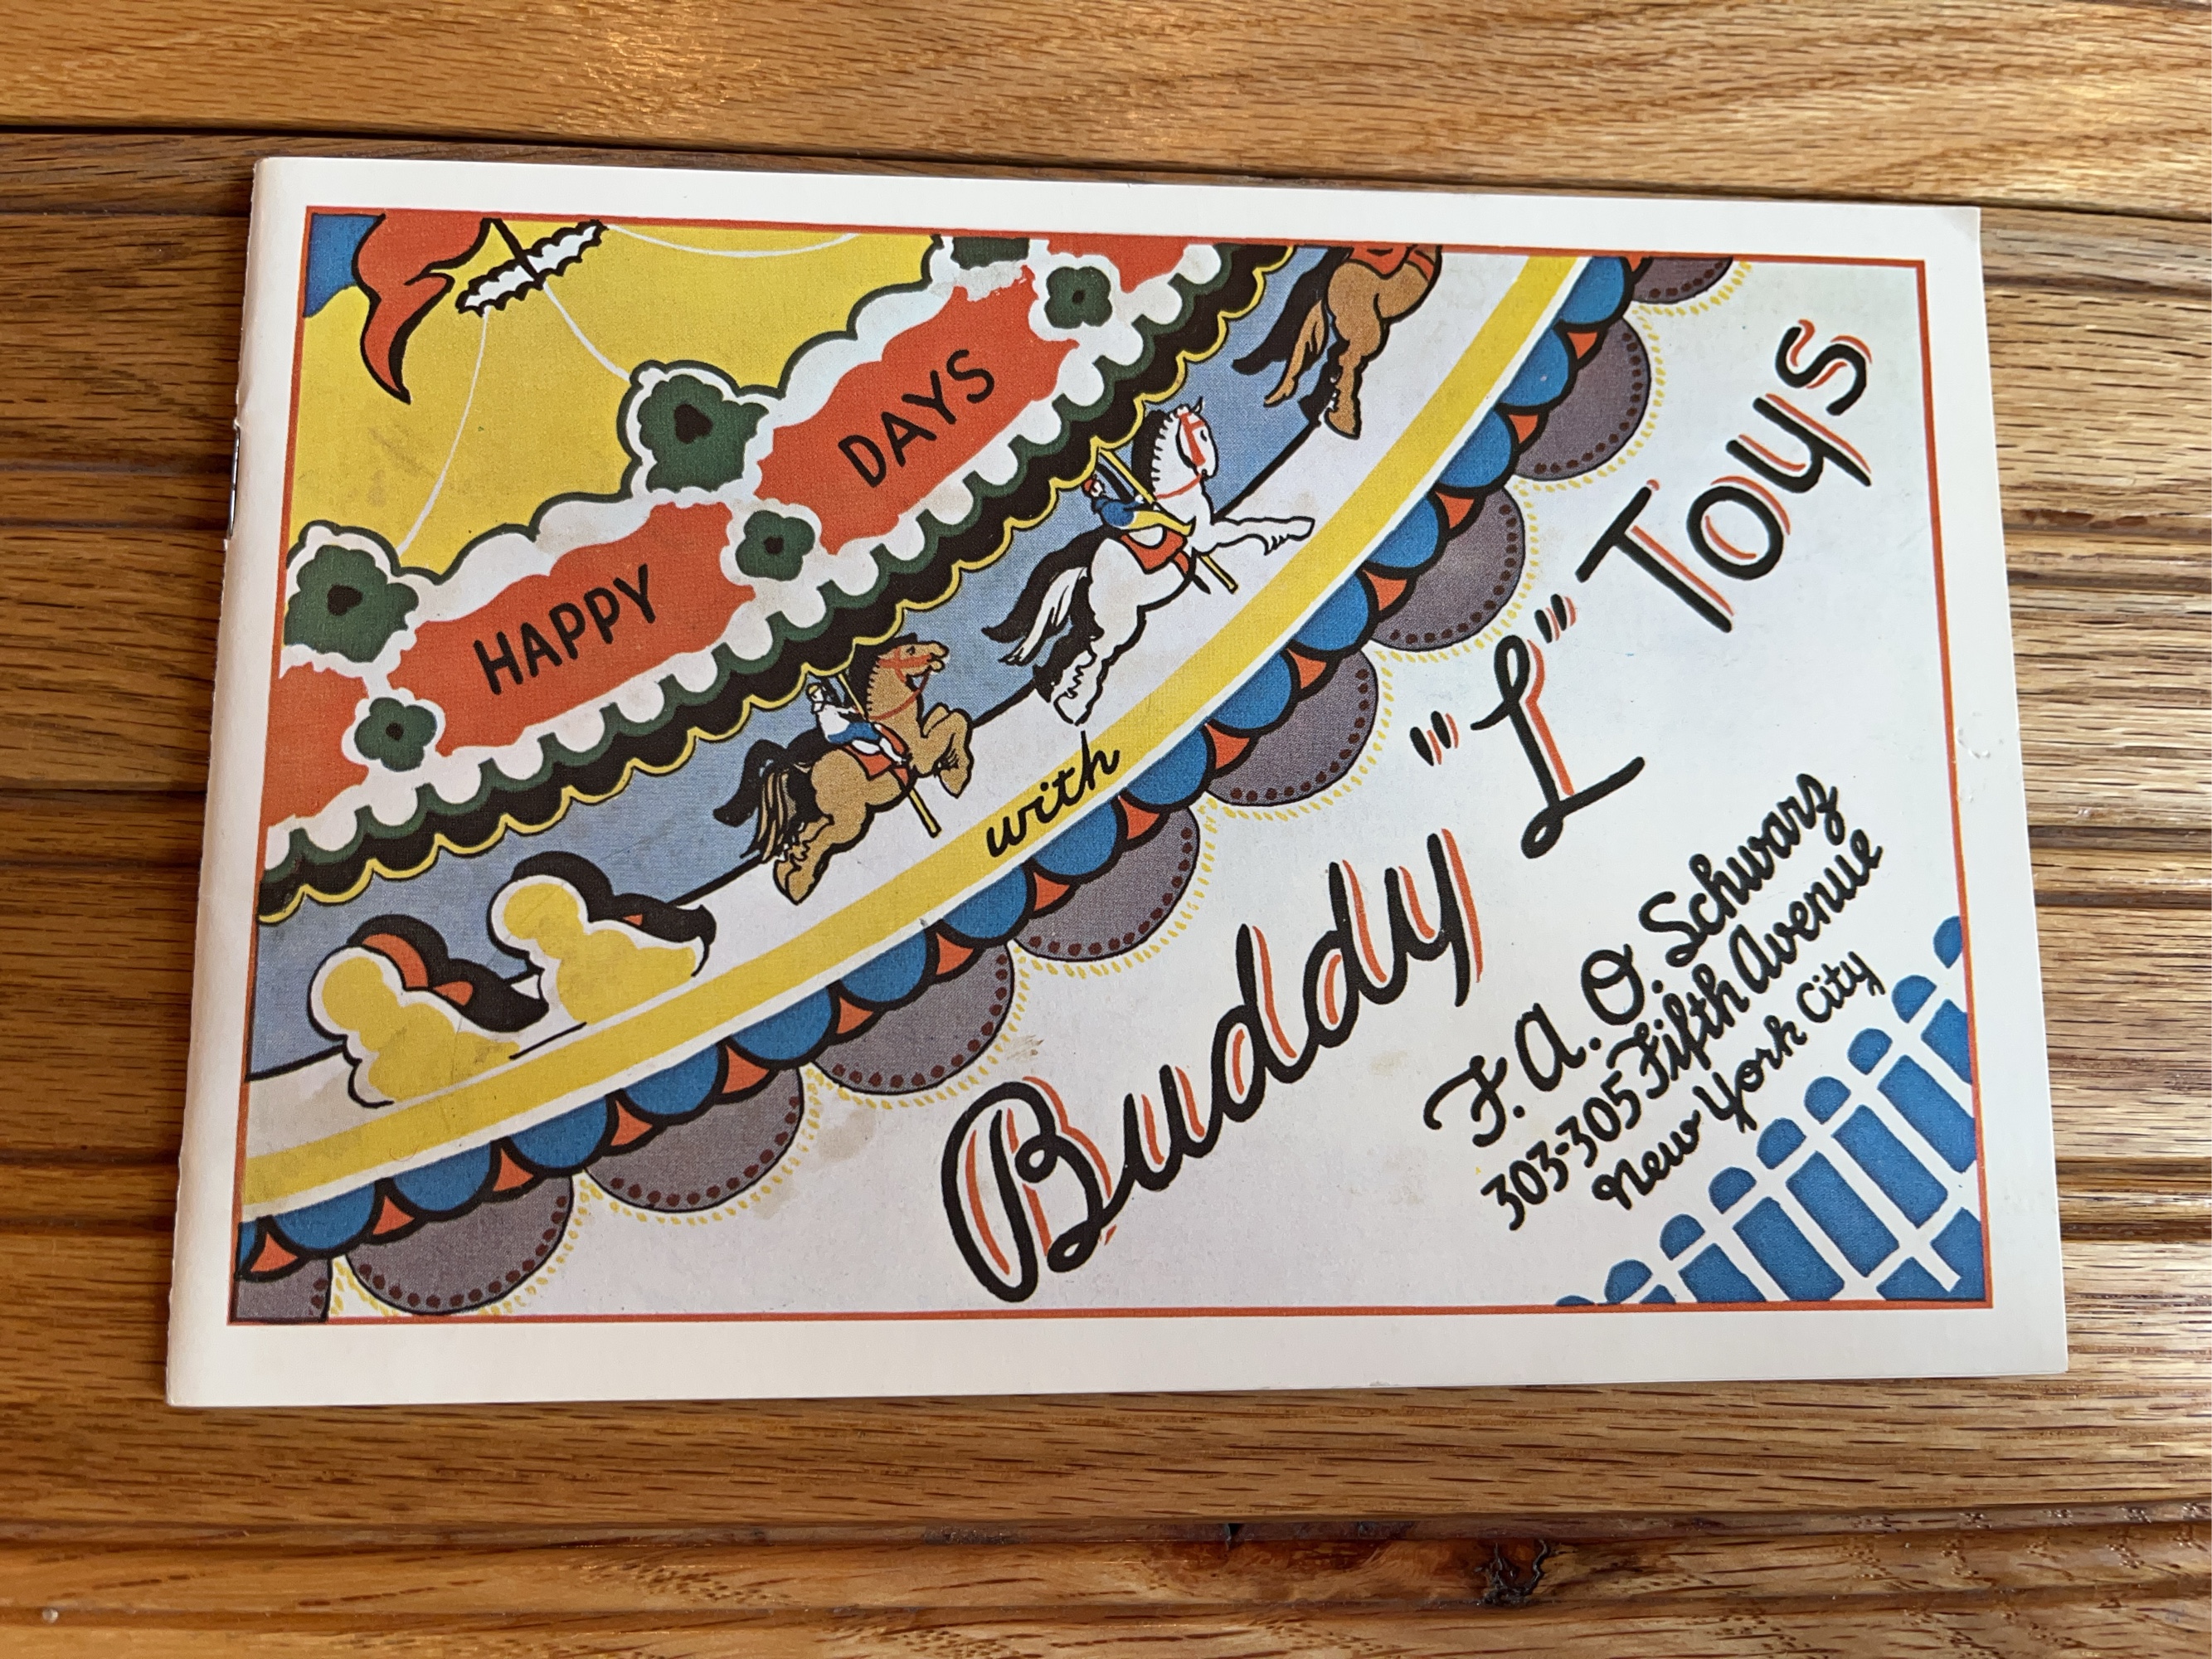 HAPPY DAYS
with
Buddy "L" Toys
F. A. O. Schwarz
303-305 Fifth Avenue
New York City